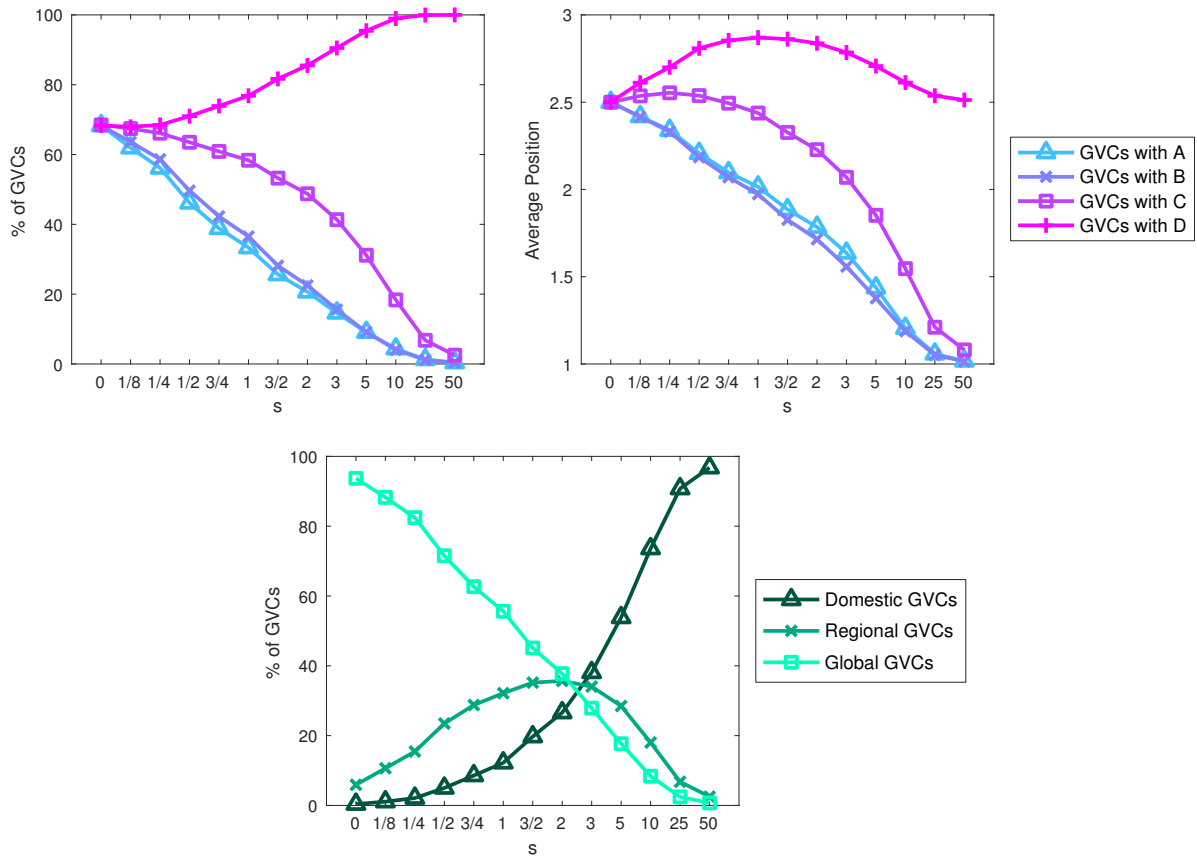 100
80
60
40
20
0
% of GVCs
0 1/8 1/4 1/2 3/4 1 3/2 2 3 5 10 25 50
s
3
2.5
2
1.5
1
Average Position
0 1/8 1/4 1/2 3/4 1 3/2 2 3 5 10 25 50
s
GVCs with A
GVCs with B
GVCs with C
GVCs with D
100
80
60
40
20
0
% of GVCs
0 1/8 1/4 1/2 3/4 1 3/2 2 3 5 10 25 50
s
Domestic GVCs
Regional GVCs
Global GVCs